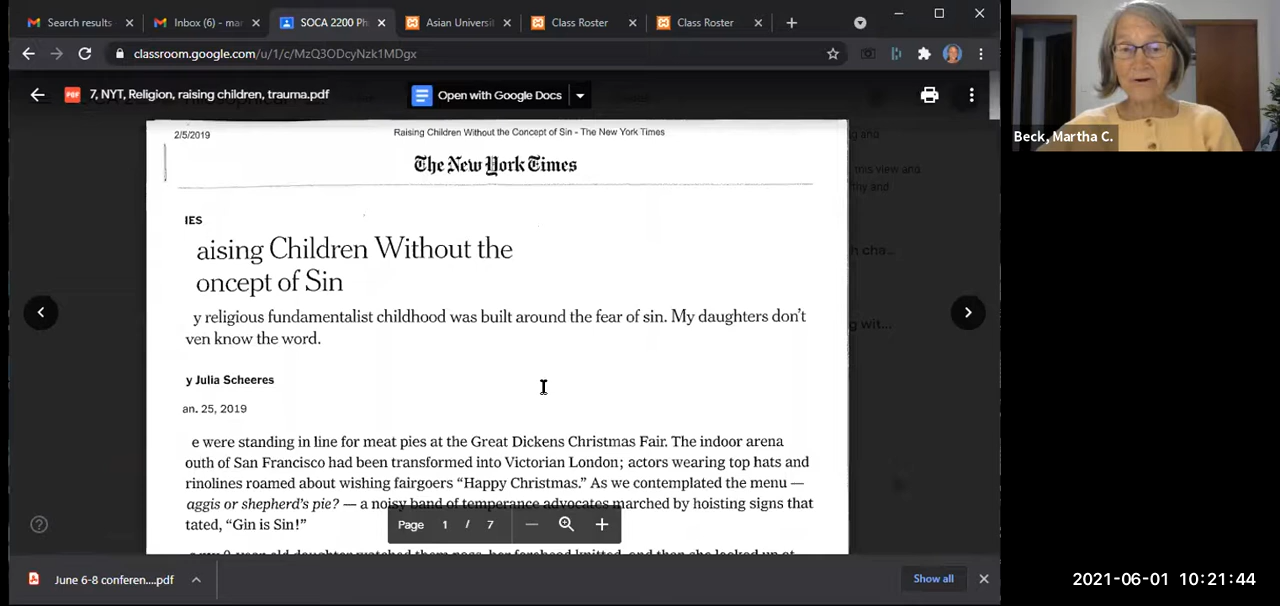 Search results
Inbox (6) - mar
SOCA 2200 Ph
Asian Universit
Class Roster
Class Roster
classroom.google.com/u/1/c/MzQ3ODcyNzk1MDgx
7, NYT, Religion, raising children, trauma.pdf
Open with Google Docs
2/5/2019
Raising Children Without the Concept of Sin - The New York Times
The New York Times
IES
aising Children Without the
oncept of Sin
y religious fundamentalist childhood was built around the fear of sin. My daughters don't
ven know the word.
y Julia Scheeres
an. 25, 2019
e were standing in line for meat pies at the Great Dickens Christmas Fair. The indoor arena
outh of San Francisco had been transformed into Victorian London; actors wearing top hats and
rinolines roamed about wishing fairgoers “Happy Christmas.” As we contemplated the menu —
aggis or shepherd's pie? — a noisy band of temperance advocates marched by hoisting signs that
tated, “Gin is Sin!”
Page 1 / 7
June 6-8 conferen....pdf
Show all
Beck, Martha C.
2021-06-01 10:21:44